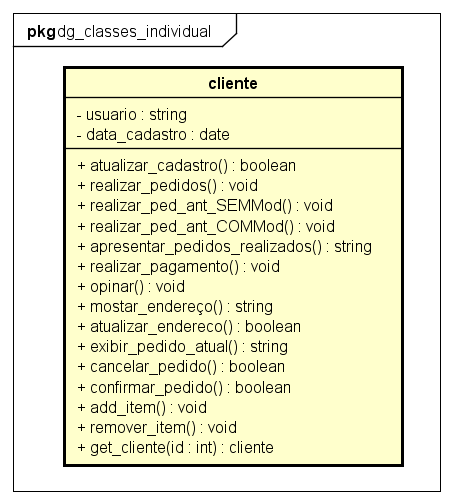 pkg dg_classes_individual
cliente
- usuario : string
- data_cadastro : date
+ atualizar_cadastro() : boolean
+ realizar_pedidos() : void
+ realizar_ped_ant_SEMMod() : void
+ realizar_ped_ant_COMMod() : void
+ apresentar_pedidos_realizados() : string
+ realizar_pagamento() : void
+ opinar() : void
+ mostar_endereço() : string
+ atualizar_endereco() : boolean
+ exibir_pedido_atual() : string
+ cancelar_pedido() : boolean
+ confirmar_pedido() : boolean
+ add_item() : void
+ remover_item() : void
+ get_cliente(id : int) : cliente